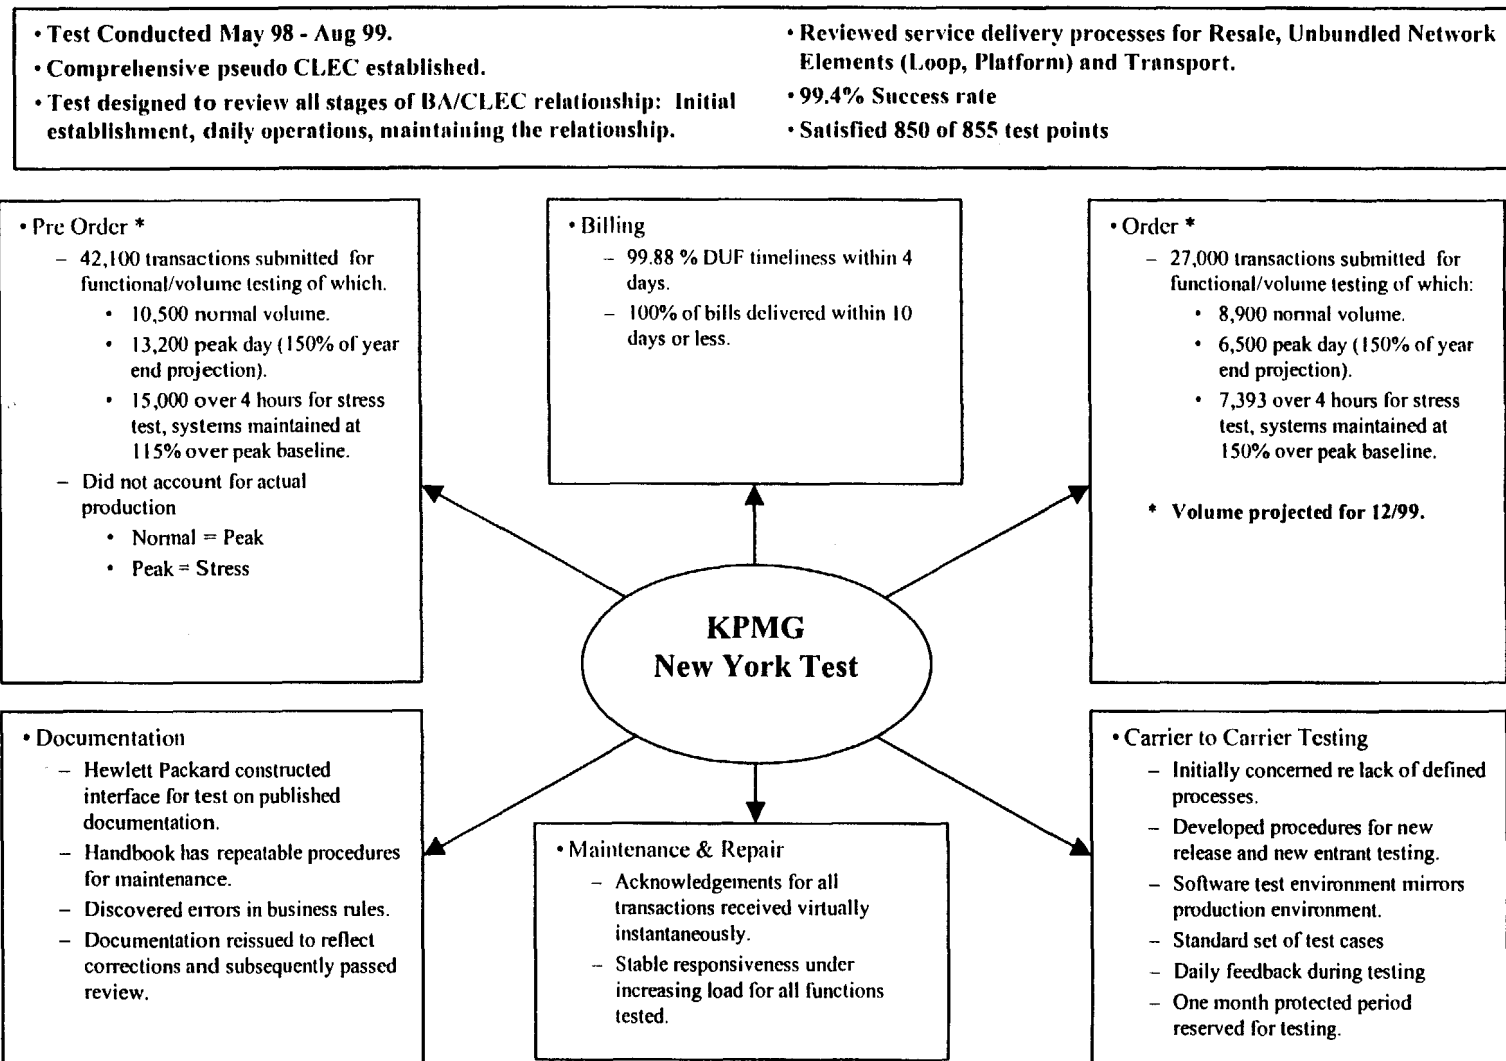 • Test Conducted May 98 - Aug 99.
• Comprehensive pseudo CLEC established.
• Test designed to review all stages of BA/CLEC relationship: Initial
establishment, daily operations, maintaining the relationship.
• Reviewed service delivery processes for Resale, Unbundled Network
Elements (Loop, Platform) and Transport.
• 99.4% Success rate
• Satisfied 850 of 855 test points
• Pre Order *
– 42,100 transactions submitted for
functional/volume testing of which.
• 10,500 normal volume.
• 13,200 peak day (150% of year
end projection).
• 15,000 over 4 hours for stress
test, systems maintained at
115% over peak baseline.
– Did not account for actual
production
• Normal = Peak
• Peak = Stress
• Billing
– 99.88 % DUF timeliness within 4
days.
– 100% of bills delivered within 10
days or less.
• Order *
– 27,000 transactions submitted for
functional/volume testing of which:
• 8,900 normal volume.
• 6,500 peak day (150% of year
end projection).
• 7,393 over 4 hours for stress
test, systems maintained at
150% over peak baseline.
* Volume projected for 12/99.
KPMG
New York Test
• Documentation
– Hewlett Packard constructed
interface for test on published
documentation.
– Handbook has repeatable procedures
for maintenance.
– Discovered errors in business rules.
– Documentation reissued to reflect
corrections and subsequently passed
review.
• Maintenance & Repair
– Acknowledgements for all
transactions received virtually
instantaneously.
– Stable responsiveness under
increasing load for all functions
tested.
• Carrier to Carrier Testing
– Initially concerned re lack of defined
processes.
– Developed procedures for new
release and new entrant testing.
– Software test environment mirrors
production environment.
– Standard set of test cases
– Daily feedback during testing
– One month protected period
reserved for testing.